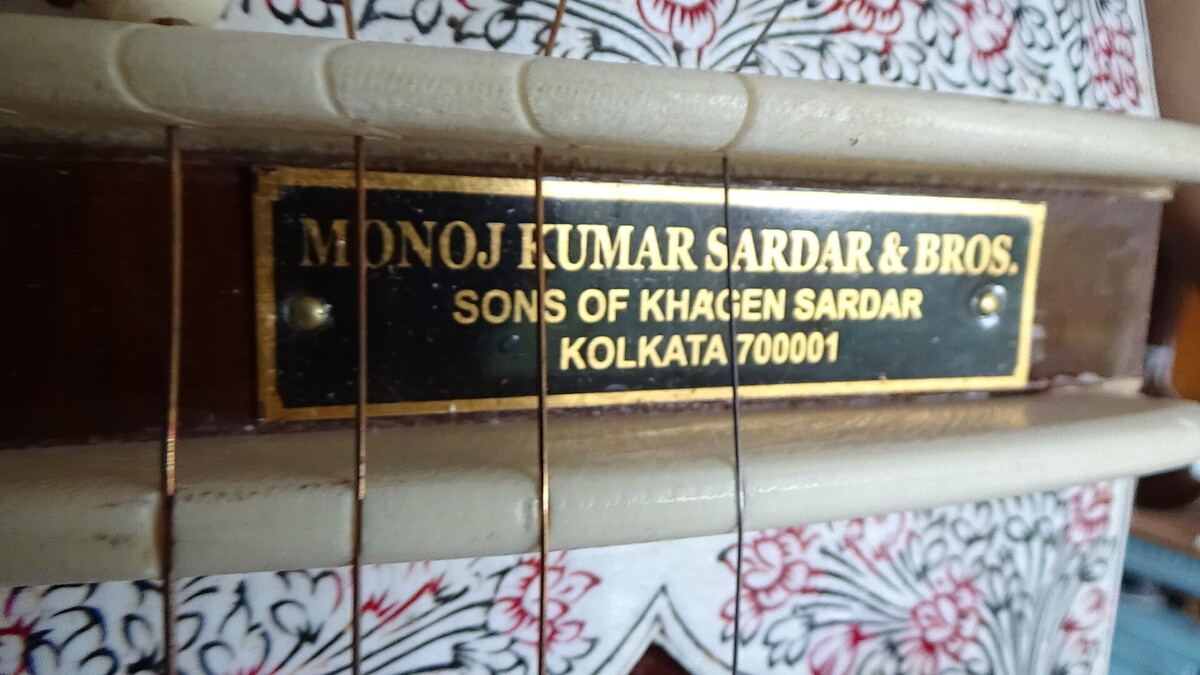 MONOJ KUMAR SARDAR & BROS.
SONS OF KHAGEN SARDAR
KOLKATA 700001